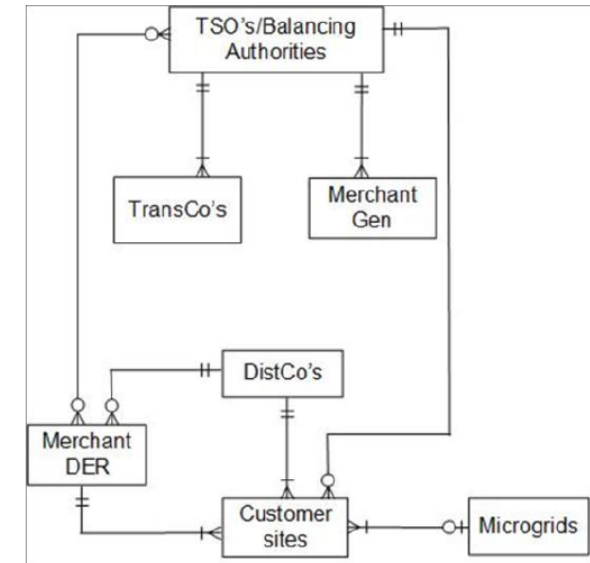 TSO's/Balancing
Authorities
TransCo's
Merchant
Gen
DistCo's
Merchant
DER
Customer
sites
Microgrids